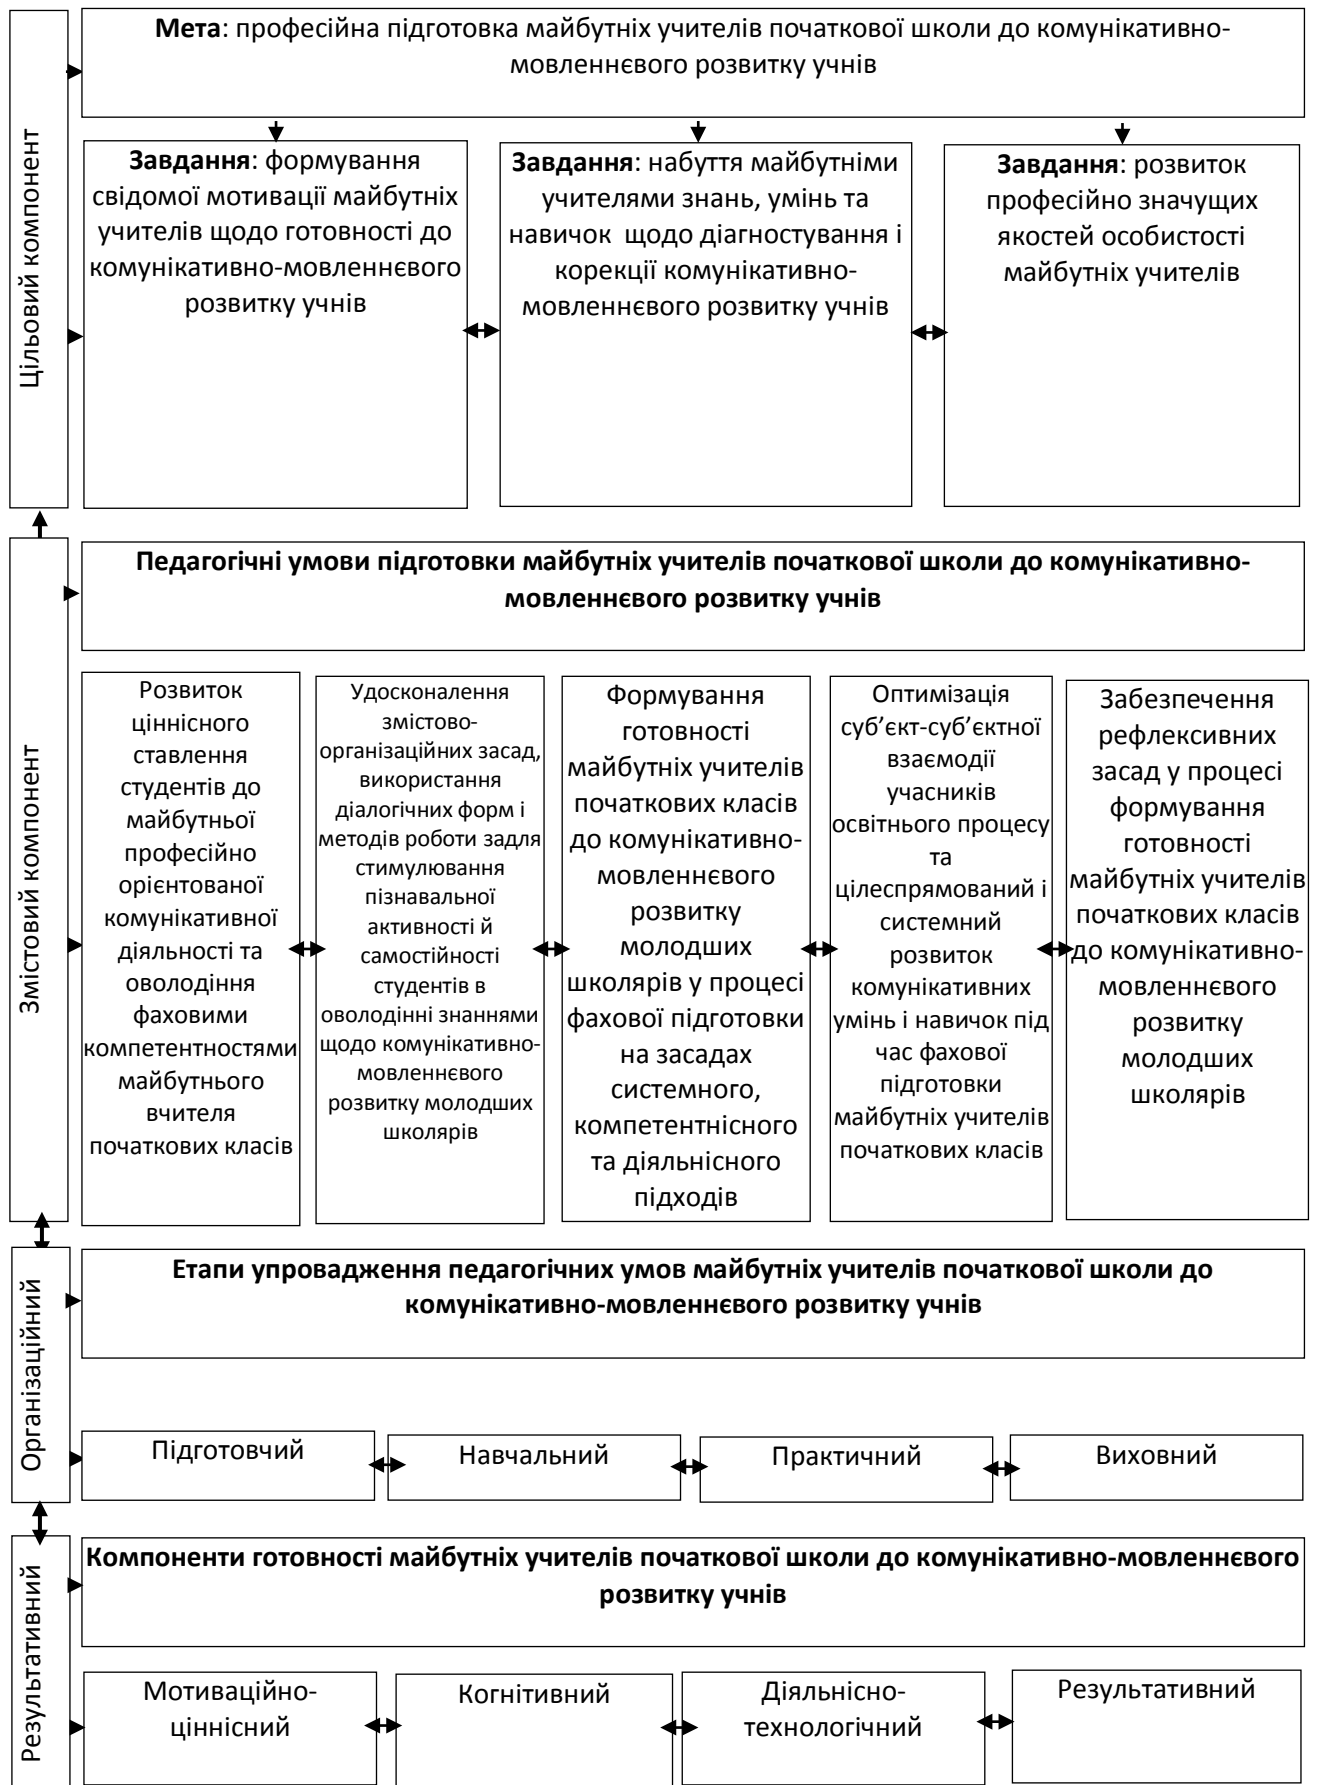 Цільовий компонент
Мета: професійна підготовка майбутніх учителів початкової школи до комунікативно-
мовленнєвого розвитку учнів
Завдання: формування
свідомої мотивації майбутніх
учителів щодо готовності до
комунікативно-мовленнєвого
розвитку учнів
Завдання: набуття майбутніми
учителями знань, умінь та
навичок щодо діагностування і
корекції комунікативно-
мовленнєвого розвитку учнів
Завдання: розвиток
професійно значущих
якостей особистості
майбутніх учителів
Змістовий компонент
Педагогічні умови підготовки майбутніх учителів початкової школи до комунікативно-
мовленнєвого розвитку учнів
Розвиток
ціннісного
ставлення
студентів до
майбутньої
професійно
орієнтованої
комунікативної
діяльності та
оволодіння
фаховими
компетентностями
майбутнього
вчителя
початкових класів
Удосконалення
змістово-
організаційних засад,
використання
діалогічних форм і
методів роботи задля
стимулювання
пізнавальної
активності й
самостійності
студентів в
оволодінні знаннями
щодо комунікативно-
мовленнєвого
розвитку молодших
школярів
Формування
готовності
майбутніх учителів
початкових класів
до комунікативно-
мовленнєвого
розвитку
молодших
школярів у процесі
фахової підготовки
на засадах
системного,
компетентнісного
та діяльнісного
підходів
Оптимізація
суб’єкт-суб’єктної
взаємодії
учасників
освітнього процесу
та
цілеспрямований і
системний
розвиток
комунікативних
умінь і навичок під
час фахової
підготовки
майбутніх учителів
початкових класів
Забезпечення
рефлексивних
засад у процесі
формування
готовності
майбутніх учителів
початкових класів
до комунікативно-
мовленнєвого
розвитку
молодших
школярів
Організаційний
Етапи упровадження педагогічних умов майбутніх учителів початкової школи до
комунікативно-мовленнєвого розвитку учнів
Підготовчий
Навчальний
Практичний
Виховний
Результативний
Компоненти готовності майбутніх учителів початкової школи до комунікативно-мовленнєвого
розвитку учнів
Мотиваційно-
ціннісний
Когнітивний
Діяльнісно-
технологічний
Результативний